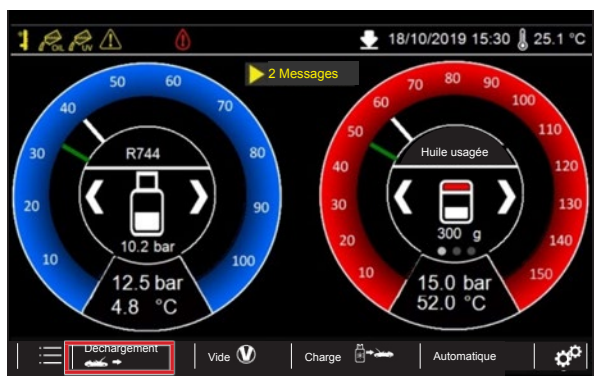 OIL UV 18/10/2019 15:30 25.1 °C
2 Messages
10 20 30 40 50 60 70 80 90 100
R744
10.2 bar
12.5 bar
4.8 °C
10 20 30 40 50 60 70 80 90 100 110 120 130 140 150
Huile usagée
300 g
15.0 bar
52.0 °C
Déchargement Vide V Charge Automatique